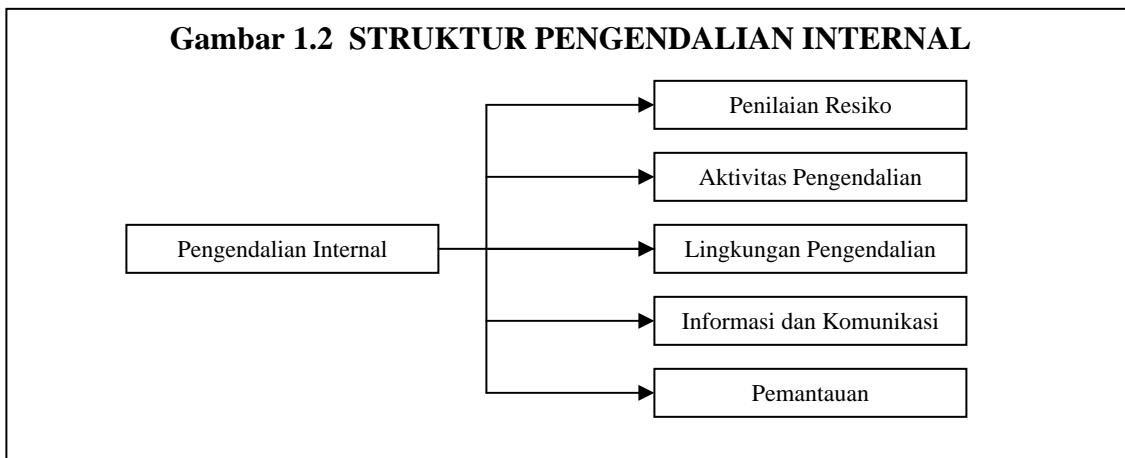 Gambar 1.2 STRUKTUR PENGENDALIAN INTERNAL
Penilaian Resiko
Aktivitas Pengendalian
Pengendalian Internal
Lingkungan Pengendalian
Informasi dan Komunikasi
Pemantauan